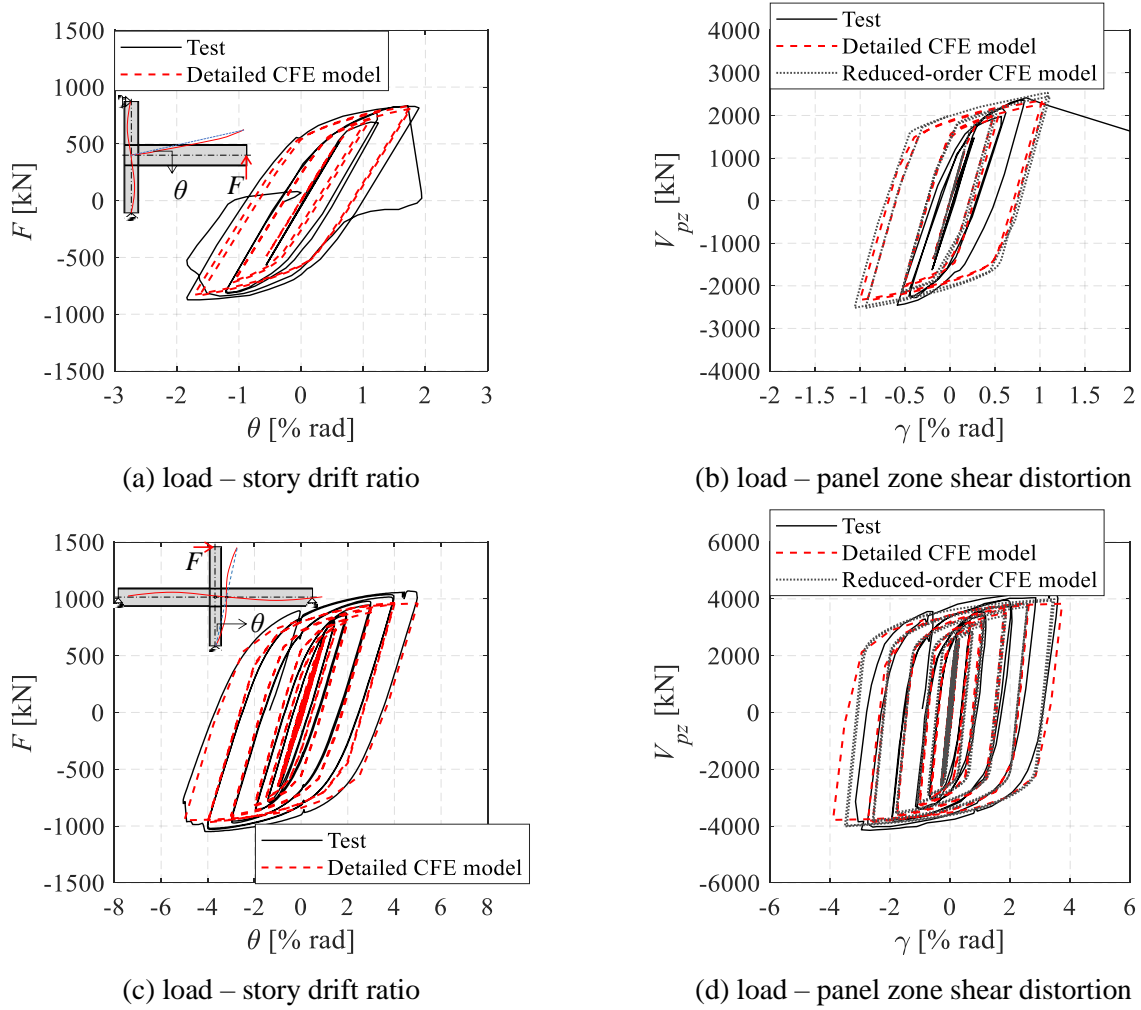 1500
1000
500
0
-500
-1000
-1500
-3 -2 -1 0 1 2 3
F [kN]
θ [% rad]
Test
Detailed CFE model
θ
F
(a) load – story drift ratio
4000
3000
2000
1000
0
-1000
-2000
-3000
-4000
-2 -1.5 -1 -0.5 0 0.5 1 1.5 2
V_pz [kN]
γ [% rad]
Test
Detailed CFE model
Reduced-order CFE model
(b) load – panel zone shear distortion
1500
1000
500
0
-500
-1000
-1500
-8 -6 -4 -2 0 2 4 6 8
F [kN]
θ [% rad]
F
θ
Test
Detailed CFE model
(c) load – story drift ratio
6000
4000
2000
0
-2000
-4000
-6000
-6 -4 -2 0 2 4 6
V_pz [kN]
γ [% rad]
Test
Detailed CFE model
Reduced-order CFE model
(d) load – panel zone shear distortion